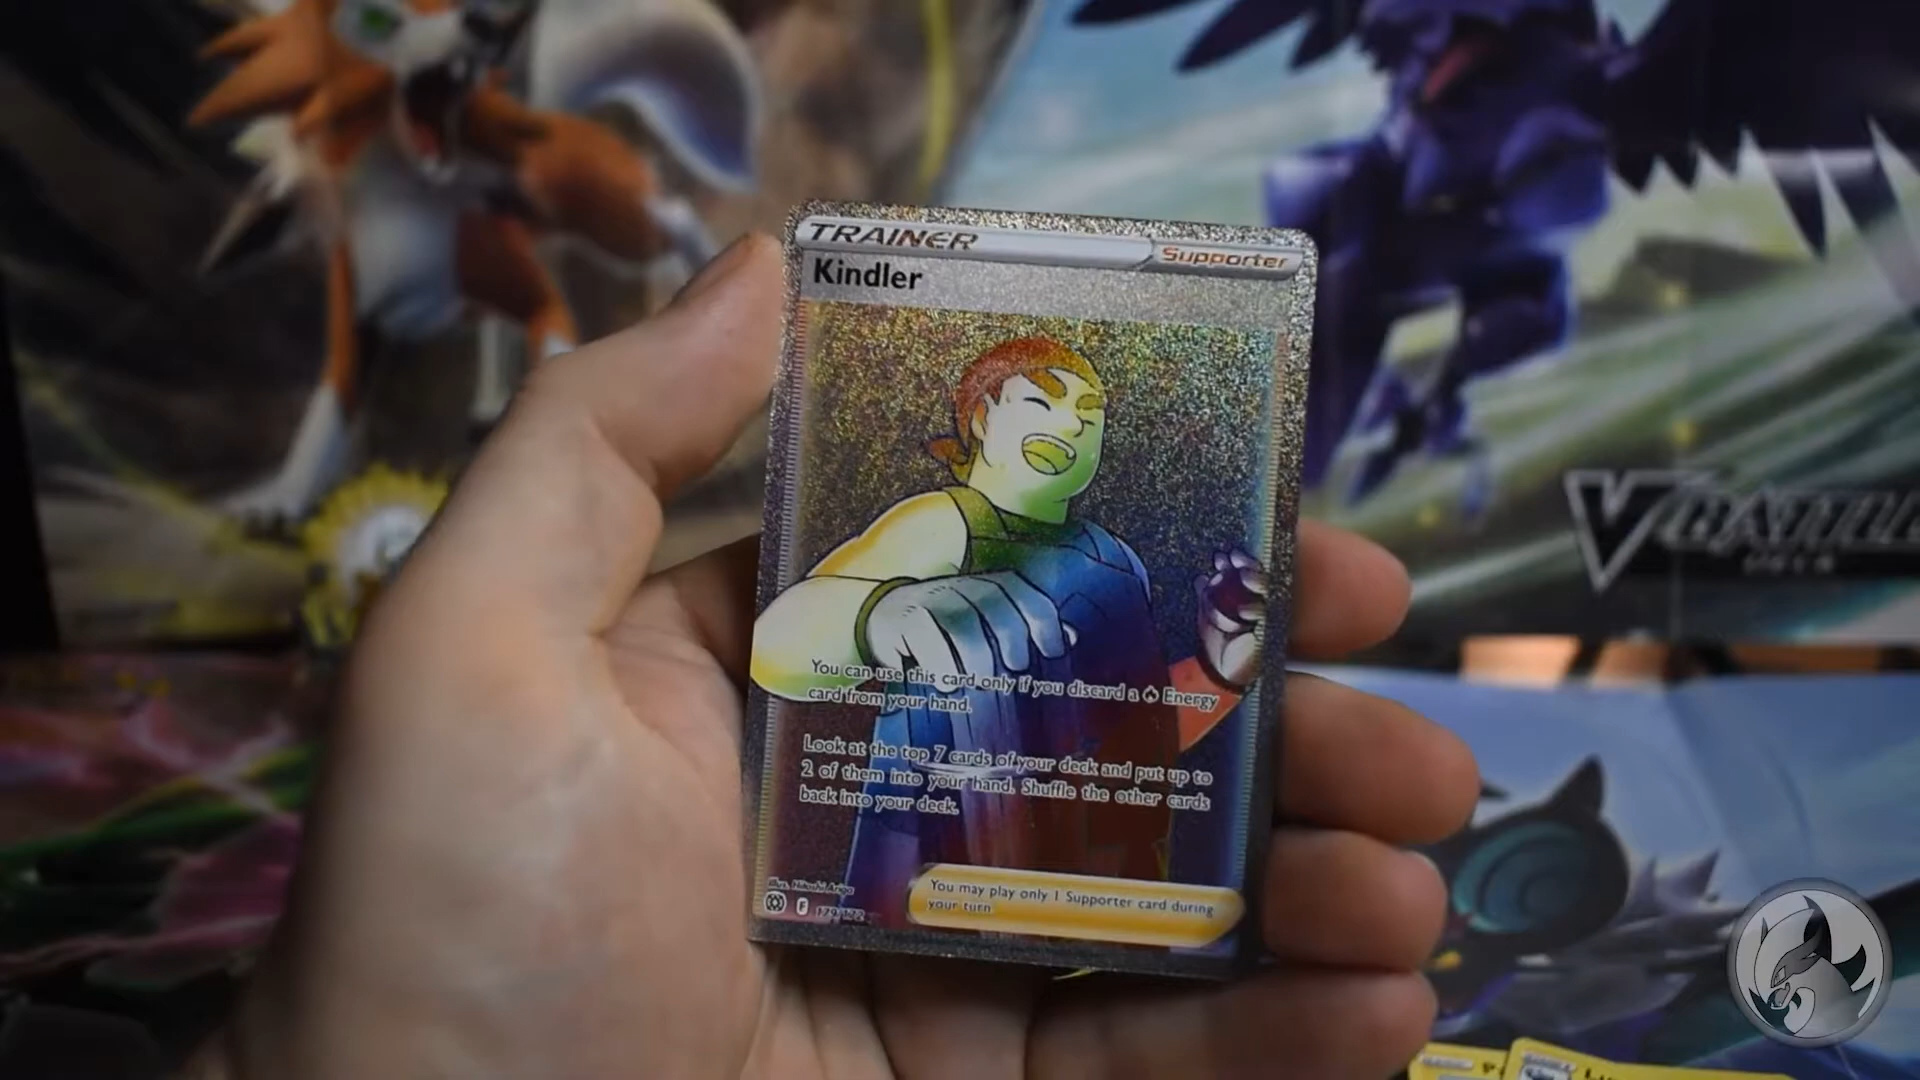 TRAINER
Supporter
Kindler
You can use this card only if you discard a Energy
card from your hand.
Look at the top 7 cards of your deck and put up to
2 of them into your hand. Shuffle the other cards
back into your deck.
You may play only 1 Supporter card during
your turn.
Illus. Hitoshi Ariga
F
179/172
V BATTLE
DECK